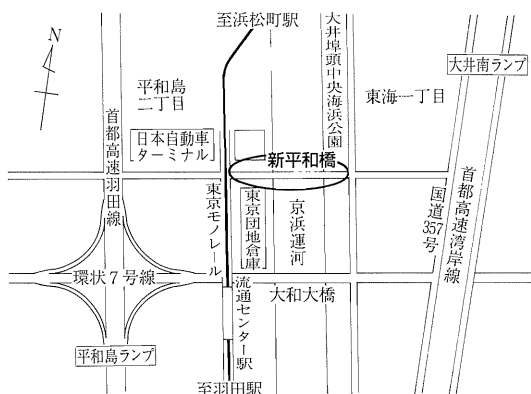 至浜松町駅
N
大井埠頭中央海浜公園
大井南ランプ
平和島
二丁目
東海一丁目
首都高速羽田線
日本自動車
ターミナル
新平和橋
東京モノレール
東京団地倉庫
京浜運河
国道357号
首都高速湾岸線
環状7号線
流通センター駅
大和大橋
平和島ランプ
至羽田駅